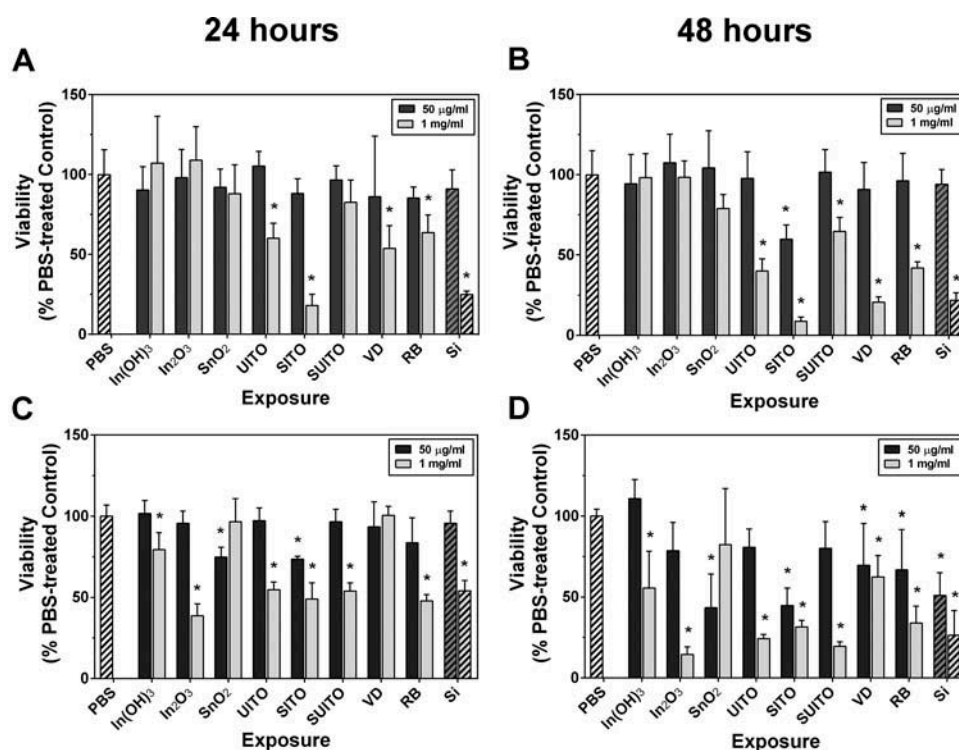 24 hours
48 hours
A
150
100
50
0
Viability
(% PBS-treated Control)
50 µg/ml
1 mg/ml
*
*
*
*
*
PBS
In(OH)3
In2O3
SnO2
UITO
SITO
SUITO
VD
RB
Si
Exposure
B
150
100
50
0
Viability
(% PBS-treated Control)
50 µg/ml
1 mg/ml
*
*
*
*
*
*
*
PBS
In(OH)3
In2O3
SnO2
UITO
SITO
SUITO
VD
RB
Si
Exposure
C
150
100
50
0
Viability
(% PBS-treated Control)
50 µg/ml
1 mg/ml
*
*
*
*
*
*
*
*
*
PBS
In(OH)3
In2O3
SnO2
UITO
SITO
SUITO
VD
RB
Si
Exposure
D
150
100
50
0
Viability
(% PBS-treated Control)
50 µg/ml
1 mg/ml
*
*
*
*
*
*
*
*
*
*
*
*
*
PBS
In(OH)3
In2O3
SnO2
UITO
SITO
SUITO
VD
RB
Si
Exposure